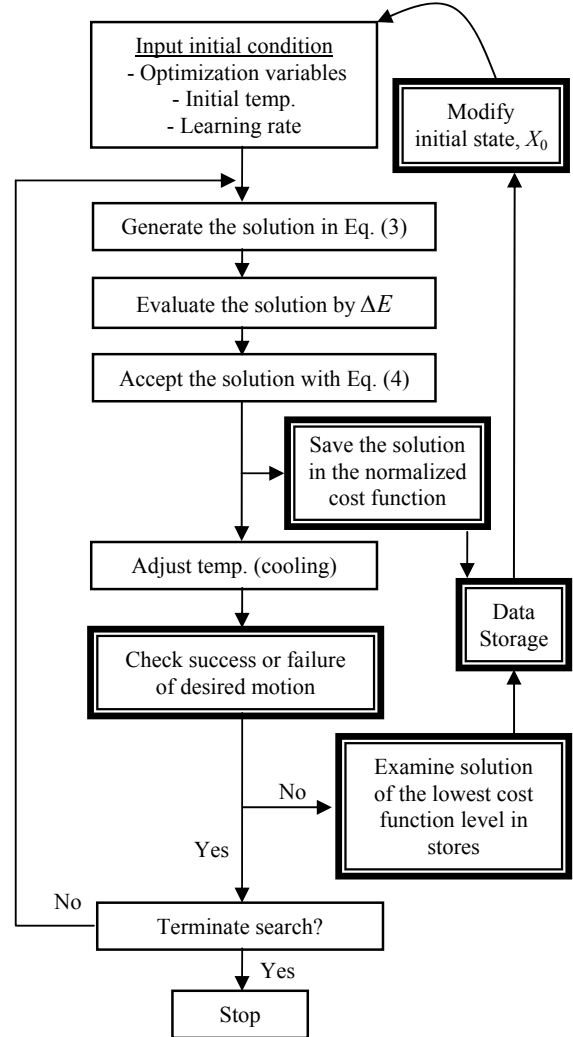 Input initial condition
- Optimization variables
- Initial temp.
- Learning rate
Modify
initial state, X0
Generate the solution in Eq. (3)
Evaluate the solution by ΔE
Accept the solution with Eq. (4)
Save the solution
in the normalized
cost function
Adjust temp. (cooling)
Data
Storage
Check success or failure
of desired motion
Examine solution
of the lowest cost
function level in
stores
No
Yes
No
Terminate search?
Yes
Stop